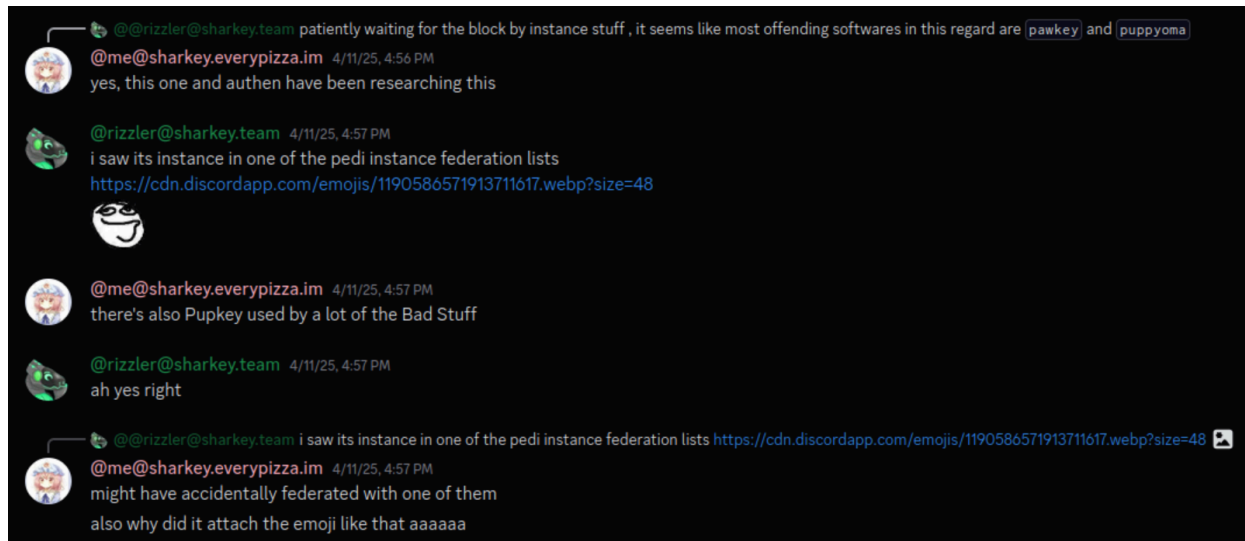 @@rizzler@sharkey.team patiently waiting for the block by instance stuff , it seems like most offending softwares in this regard are pawkey and puppyoma
@me@sharkey.everypizza.im 4/11/25, 4:56 PM
yes, this one and authen have been researching this
@rizzler@sharkey.team 4/11/25, 4:57 PM
i saw its instance in one of the pedi instance federation lists
https://cdn.discordapp.com/emojis/1190586571913711617.webp?size=48
@me@sharkey.everypizza.im 4/11/25, 4:57 PM
there's also Pupkey used by a lot of the Bad Stuff
@rizzler@sharkey.team 4/11/25, 4:57 PM
ah yes right
@@rizzler@sharkey.team i saw its instance in one of the pedi instance federation lists https://cdn.discordapp.com/emojis/1190586571913711617.webp?size=48
@me@sharkey.everypizza.im 4/11/25, 4:57 PM
might have accidentally federated with one of them
also why did it attach the emoji like that aaaaaa